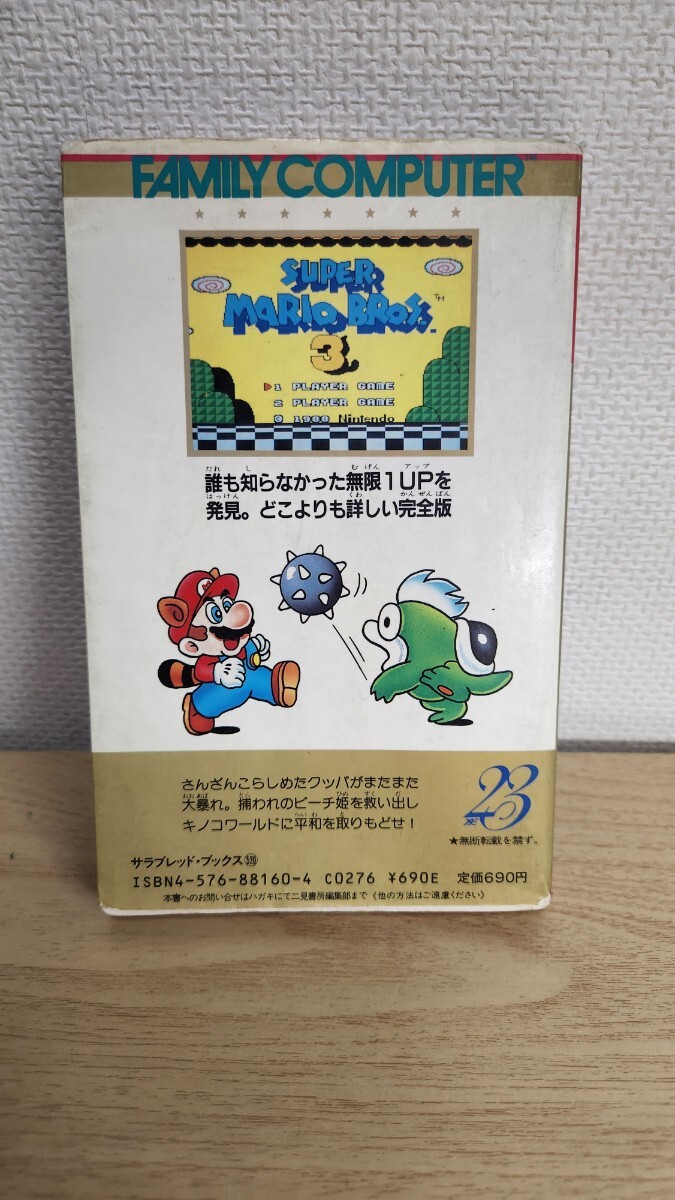 FAMILY COMPUTER
SUPER
MARIO BROS.
TM
3
1 PLAYER GAME
2 PLAYER GAME
© 1988 Nintendo
誰も知らなかった無限1UPを
発見。どこよりも詳しい完全版
さんざんこらしめたクッパがまたまた
大暴れ。捕われのピーチ姫を救い出し
キノコワールドに平和を取りもどせ！
23
★無断転載を禁ず。
サラブレッド・ブックス 520
ISBN4-576-88160-4 C0276 ¥690E 定価690円
本書へのお問い合せはハガキにて二見書房編集部まで《他の方法はご遠慮ください》